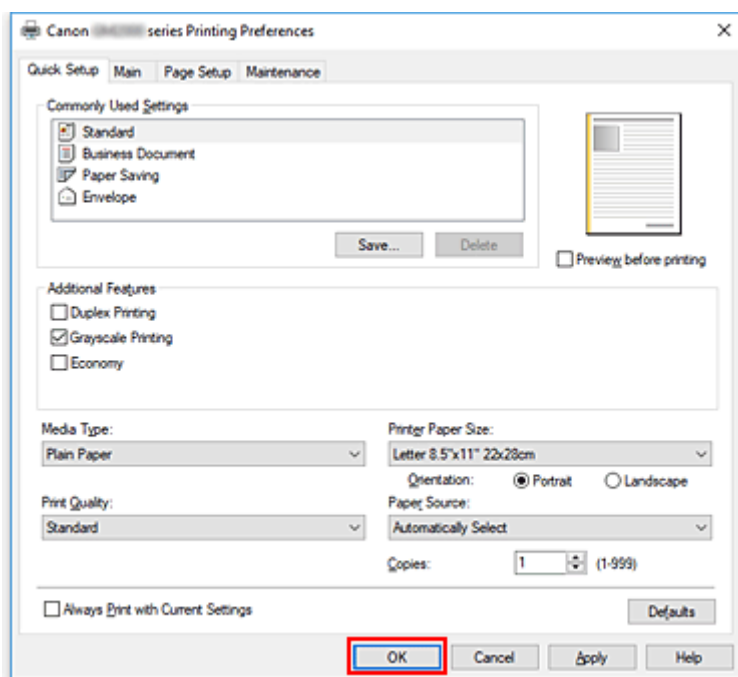 Canon series Printing Preferences
Quick Setup Main Page Setup Maintenance
Commonly Used Settings
Standard
Business Document
Paper Saving
Envelope
Save... Delete
Preview before printing
Additional Features
Duplex Printing
Grayscale Printing
Economy
Media Type: Printer Paper Size:
Plain Paper Letter 8.5"x11" 22x28cm
Orientation: Portrait Landscape
Print Quality: Paper Source:
Standard Automatically Select
Copies: 1 (1-999)
Always Print with Current Settings Defaults
OK Cancel Apply Help